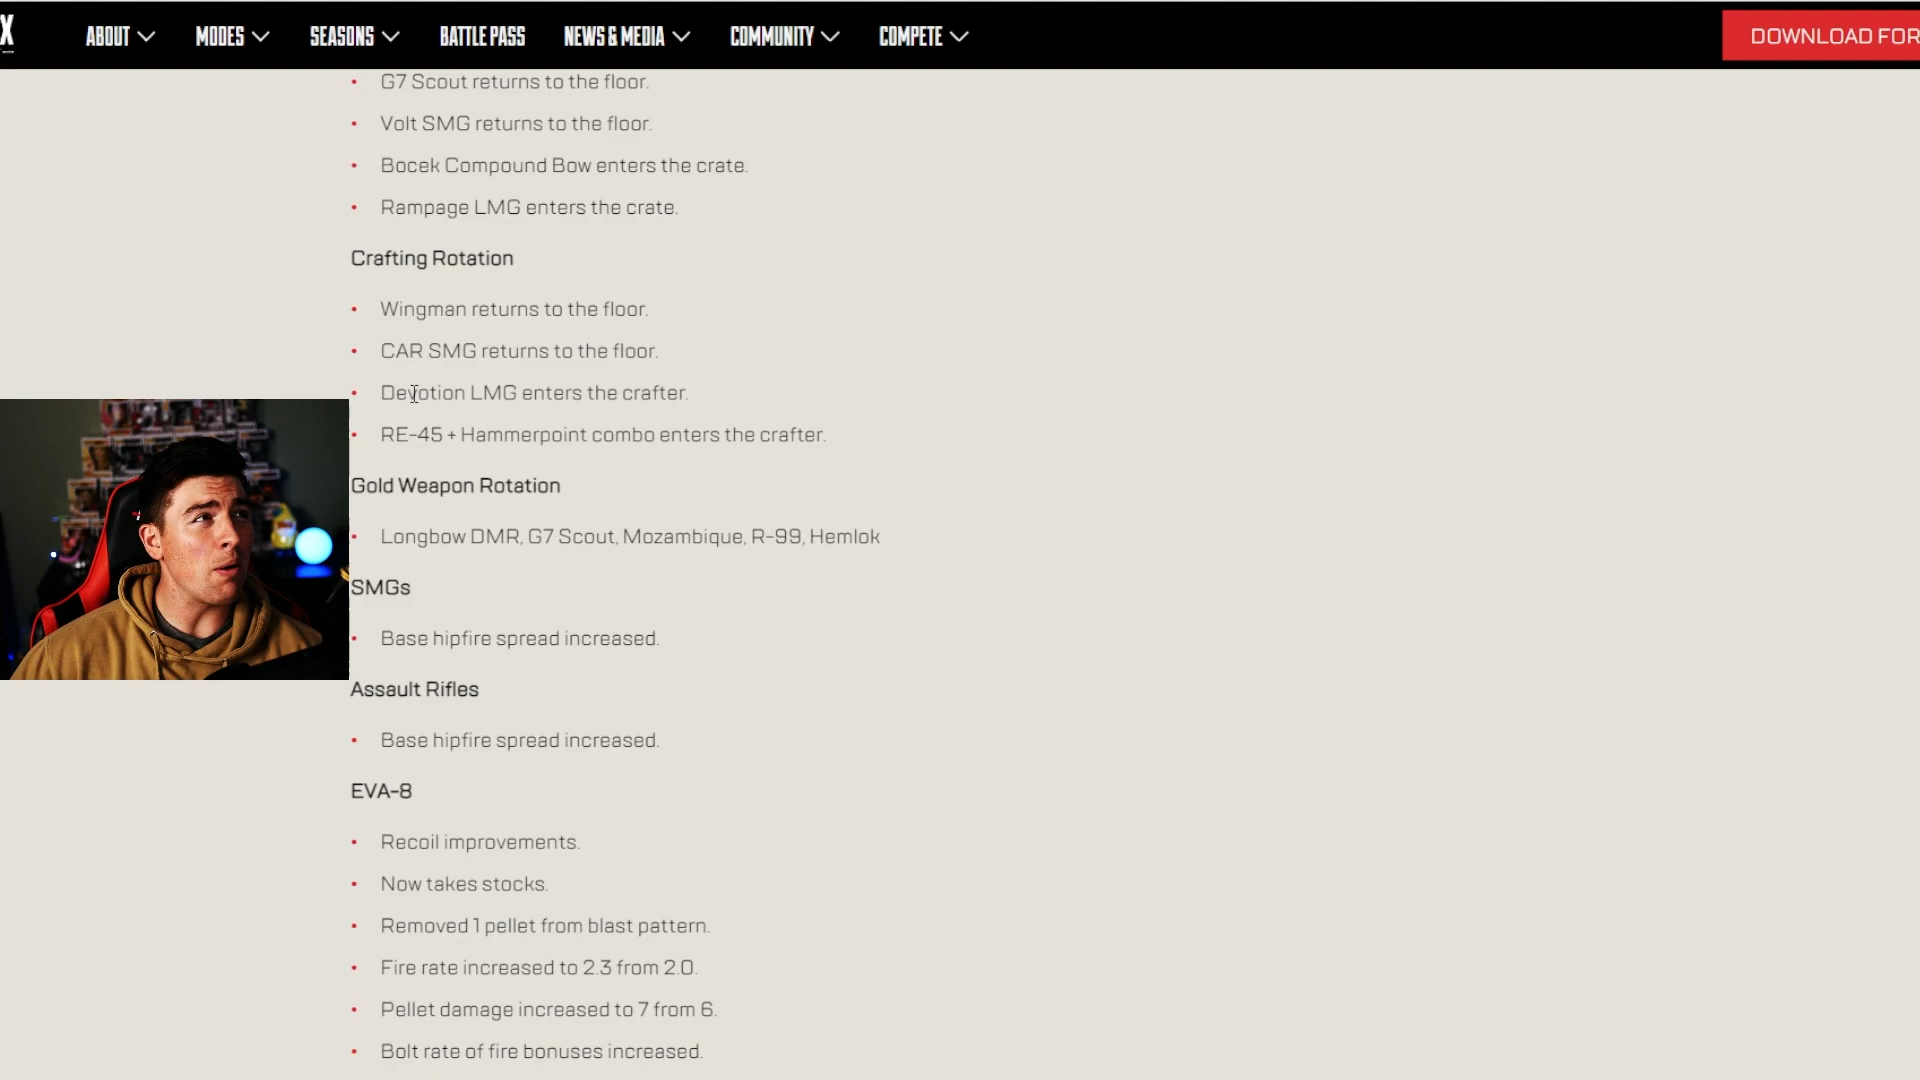 X
ABOUT MODES SEASONS BATTLE PASS NEWS & MEDIA COMMUNITY COMPETE DOWNLOAD FOR
G7 Scout returns to the floor.
Volt SMG returns to the floor.
Bocek Compound Bow enters the crate.
Rampage LMG enters the crate.
Crafting Rotation
Wingman returns to the floor.
CAR SMG returns to the floor.
Devotion LMG enters the crafter.
RE-45 + Hammerpoint combo enters the crafter.
Gold Weapon Rotation
Longbow DMR, G7 Scout, Mozambique, R-99, Hemlok
SMGs
Base hipfire spread increased.
Assault Rifles
Base hipfire spread increased.
EVA-8
Recoil improvements.
Now takes stocks.
Removed 1 pellet from blast pattern.
Fire rate increased to 2.3 from 2.0.
Pellet damage increased to 7 from 6.
Bolt rate of fire bonuses increased.